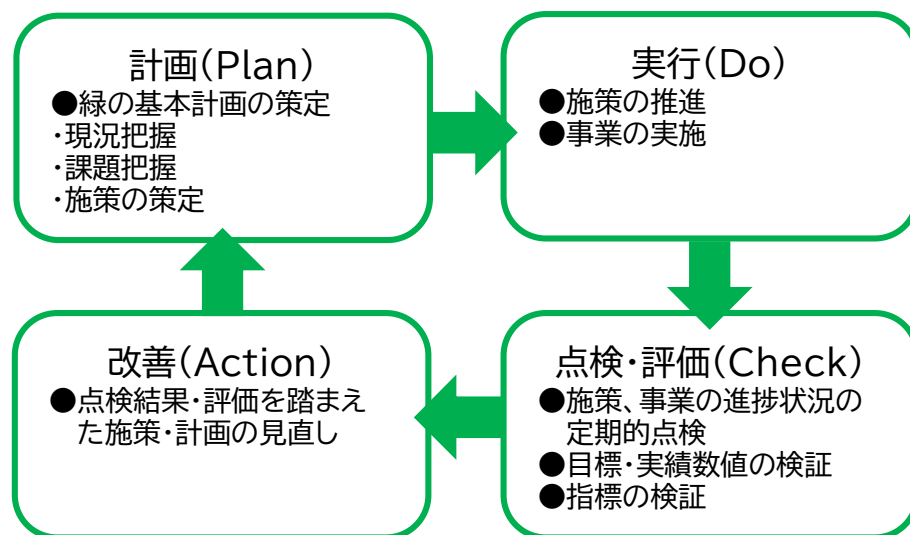 計画(Plan)
●緑の基本計画の策定
・現況把握
・課題把握
・施策の策定
実行(Do)
●施策の推進
●事業の実施
改善(Action)
●点検結果・評価を踏まえ
た施策・計画の見直し
点検・評価(Check)
●施策、事業の進捗状況の
定期的点検
●目標・実績数値の検証
●指標の検証